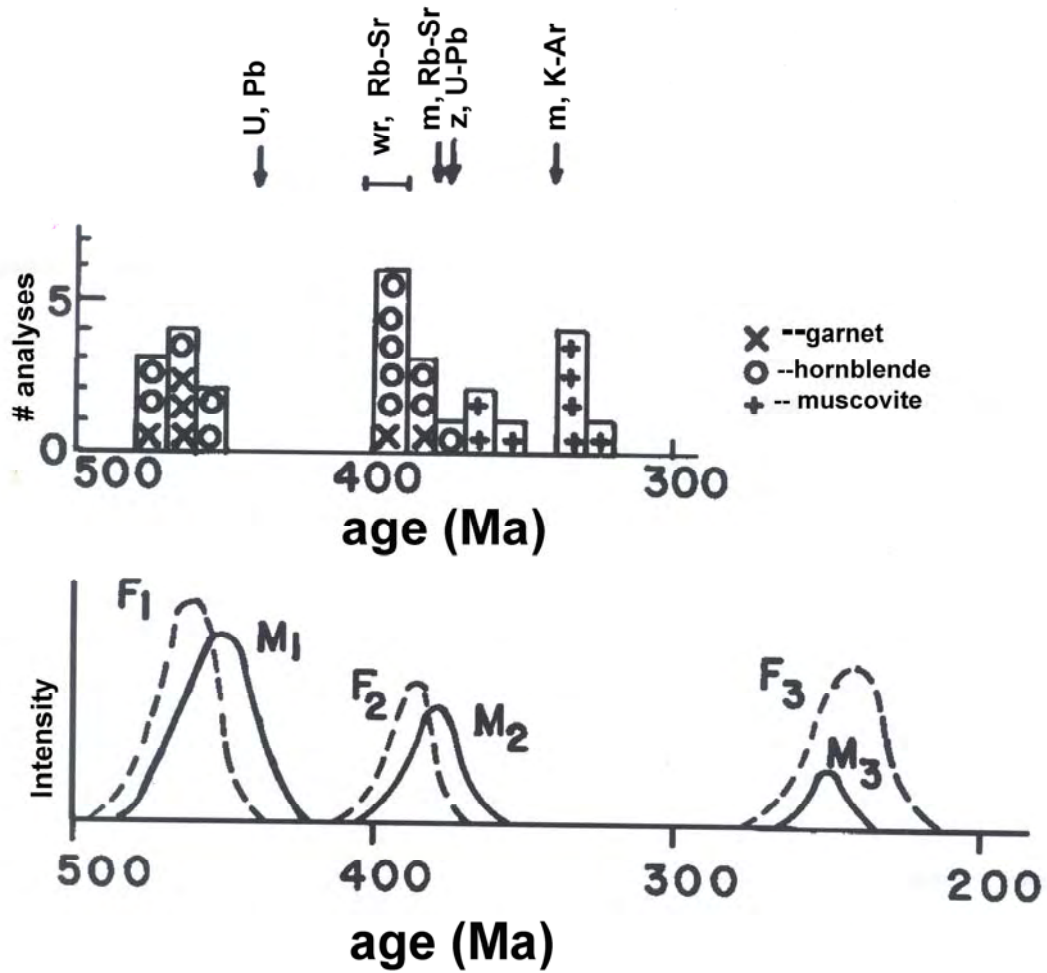 U, Pb
wr, Rb-Sr
m, Rb-Sr
z, U-Pb
m, K-Ar
# analyses
5
0
500
400
300
age (Ma)
x --garnet
o --hornblende
+ -- muscovite
Intensity
F1
M1
F2
M2
F3
M3
500
400
300
200
age (Ma)